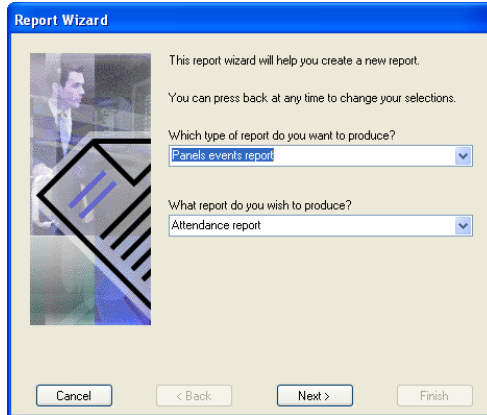 Report Wizard
This report wizard will help you create a new report.
You can press back at any time to change your selections.
Which type of report do you want to produce?
Panels events report
What report do you wish to produce?
Attendance report
Cancel
< Back
Next >
Finish